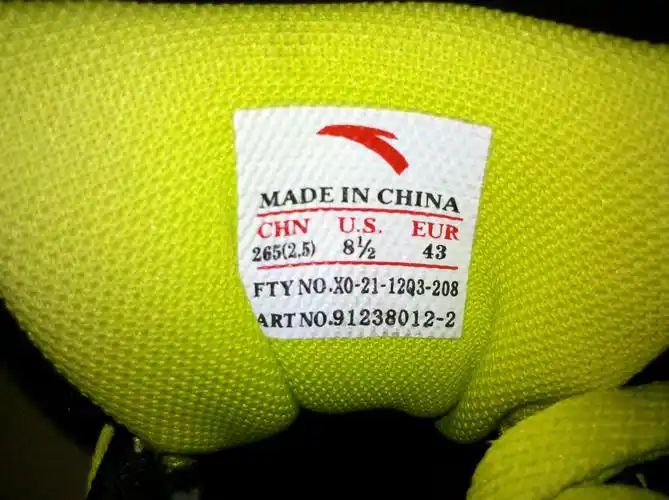 MADE IN CHINA
CHN U.S. EUR
265(2.5) 8½ 43
FTY NO.X0-21-12Q3-208
ART NO.91238012-2